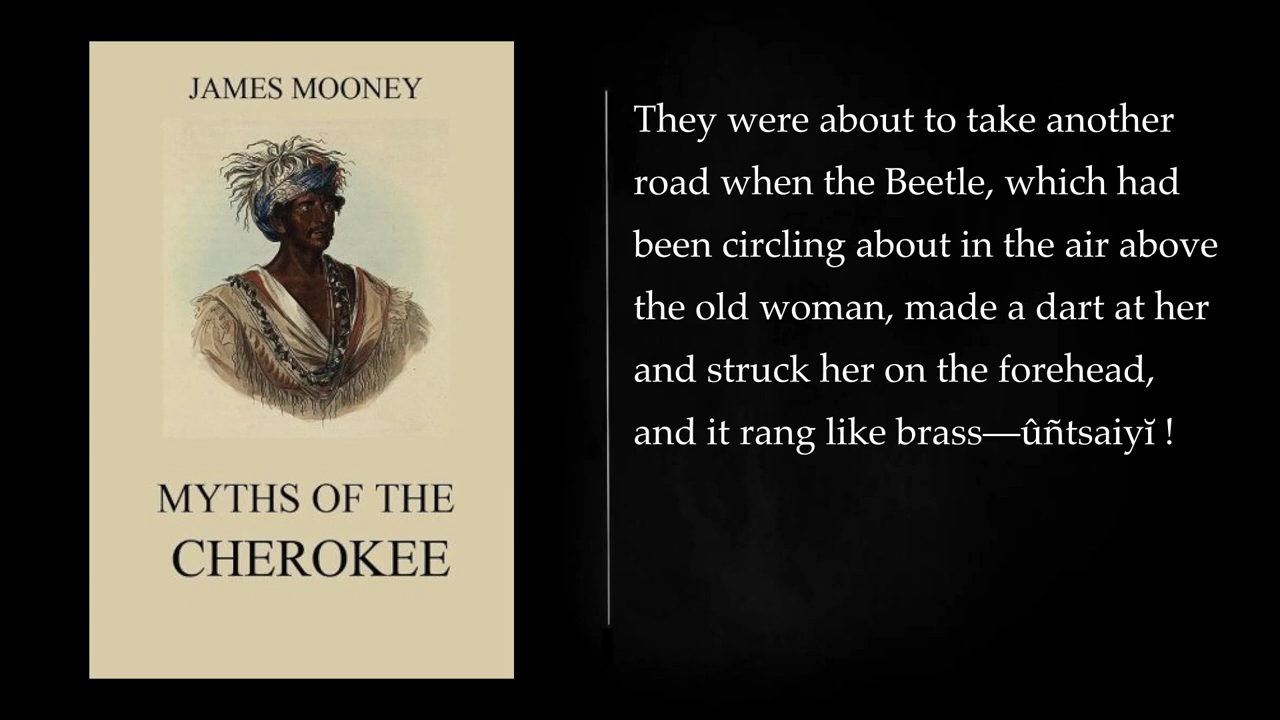 JAMES MOONEY
MYTHS OF THE
CHEROKEE
They were about to take another
road when the Beetle, which had
been circling about in the air above
the old woman, made a dart at her
and struck her on the forehead,
and it rang like brass—ûñtsaiyĭ !